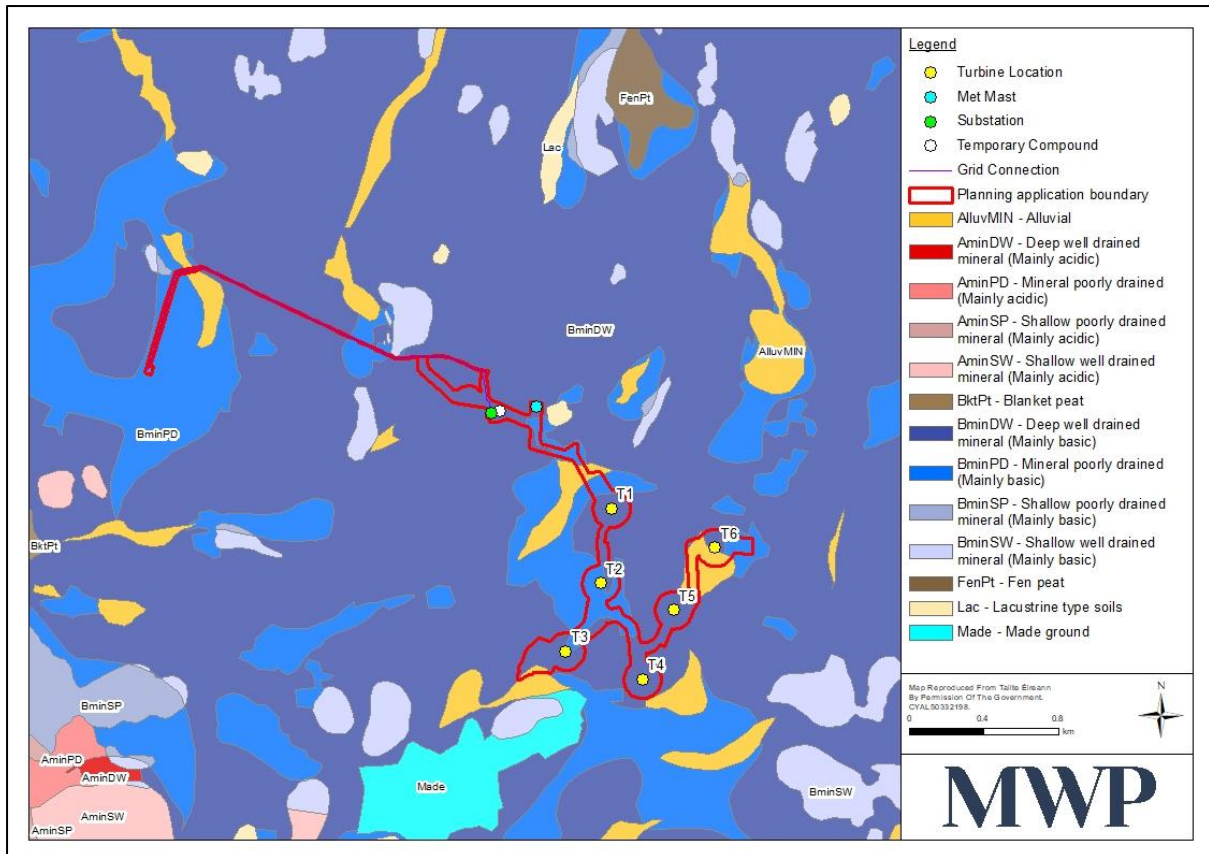 FenPt
Lac
BminDW
AlluvMIN
BminPD
T1
T6
BktPt
T2
T5
T3
T4
BminSP
AminPD
AminDW
Made
BminSW
AminSW
AminSP
Legend
Turbine Location
Met Mast
Substation
Temporary Compound
Grid Connection
Planning application boundary
AlluvMIN - Alluvial
AminDW - Deep well drained
mineral (Mainly acidic)
AminPD - Mineral poorly drained
(Mainly acidic)
AminSP - Shallow poorly drained
mineral (Mainly acidic)
AminSW - Shallow well drained
mineral (Mainly acidic)
BktPt - Blanket peat
BminDW - Deep well drained
mineral (Mainly basic)
BminPD - Mineral poorly drained
(Mainly basic)
BminSP - Shallow poorly drained
mineral (Mainly basic)
BminSW - Shallow well drained
mineral (Mainly basic)
FenPt - Fen peat
Lac - Lacustrine type soils
Made - Made ground
Map Reproduced From Tailte Éireann
By Permission Of The Government.
CYAL50332198.
N
0 0.4 0.8
km
MWP